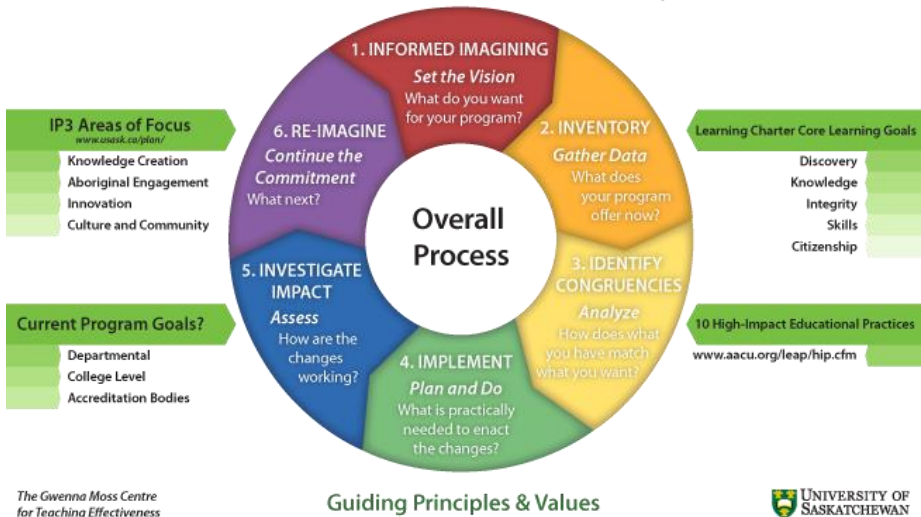 1. INFORMED IMAGINING
Set the Vision
What do you want
for your program?
2. INVENTORY
Gather Data
What does
your program
offer now?
3. IDENTIFY
CONGRUENCIES
Analyze
How does what
you have match
what you want?
4. IMPLEMENT
Plan and Do
What is practically
needed to enact
the changes?
5. INVESTIGATE
IMPACT
Assess
How are the
changes
working?
6. RE-IMAGINE
Continue the
Commitment
What next?
Overall
Process
IP3 Areas of Focus
www.usask.ca/plan/
Knowledge Creation
Aboriginal Engagement
Innovation
Culture and Community
Current Program Goals?
Departmental
College Level
Accreditation Bodies
Learning Charter Core Learning Goals
Discovery
Knowledge
Integrity
Skills
Citizenship
10 High-Impact Educational Practices
www.aacu.org/leap/hip.cfm
The Gwenna Moss Centre
for Teaching Effectiveness
Guiding Principles & Values
UNIVERSITY OF
SASKATCHEWAN